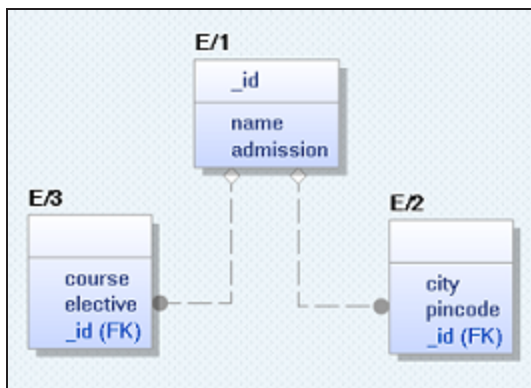 E/1
_id
name
admission
E/3
course
elective
_id (FK)
E/2
city
pincode
_id (FK)